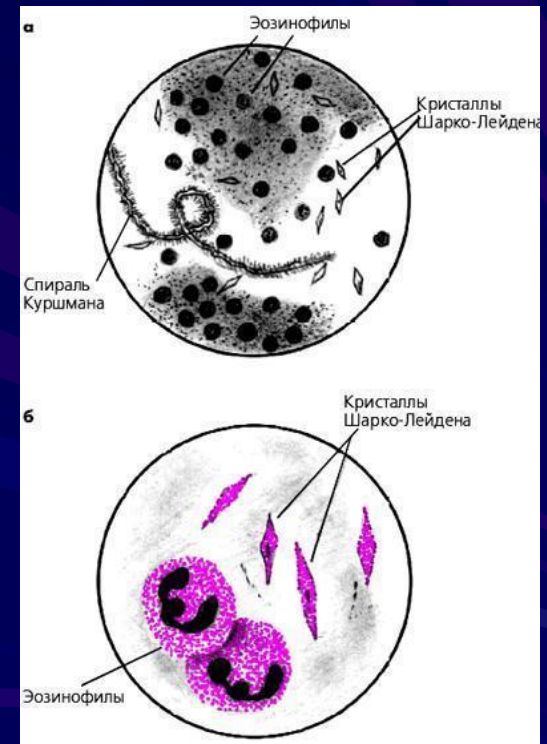 а
Эозинофилы
Кристаллы
Шарко-Лейдена
Спираль
Куршмана
б
Кристаллы
Шарко-Лейдена
Эозинофилы